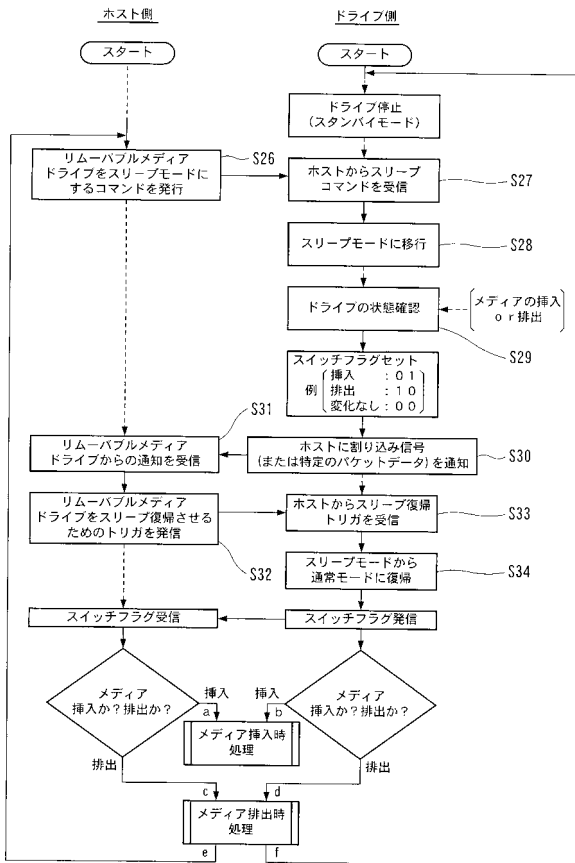 ホスト側
ドライブ側
スタート
スタート
ドライブ停止
(スタンバイモード)
リムーバブルメディア
ドライブをスリープモードに
するコマンドを発行
S26
ホストからスリープ
コマンドを受信
S27
スリープモードに移行
S28
ドライブの状態確認
メディアの挿入
or排出
S29
スイッチフラグセット
例
挿入 :01
排出 :10
変化なし:00
S31
リムーバブルメディア
ドライブからの通知を受信
ホストに割り込み信号
(または特定のパケットデータ)を通知
S30
リムーバブルメディア
ドライブをスリープ復帰させる
ためのトリガを発信
S32
ホストからスリープ復帰
トリガを受信
S33
スリープモードから
通常モードに復帰
S34
スイッチフラグ受信
スイッチフラグ発信
メディア
挿入か?排出か?
挿入
a
挿入
b
メディア
挿入か?排出か?
メディア挿入時
処理
排出
排出
c
d
メディア排出時
処理
e
f